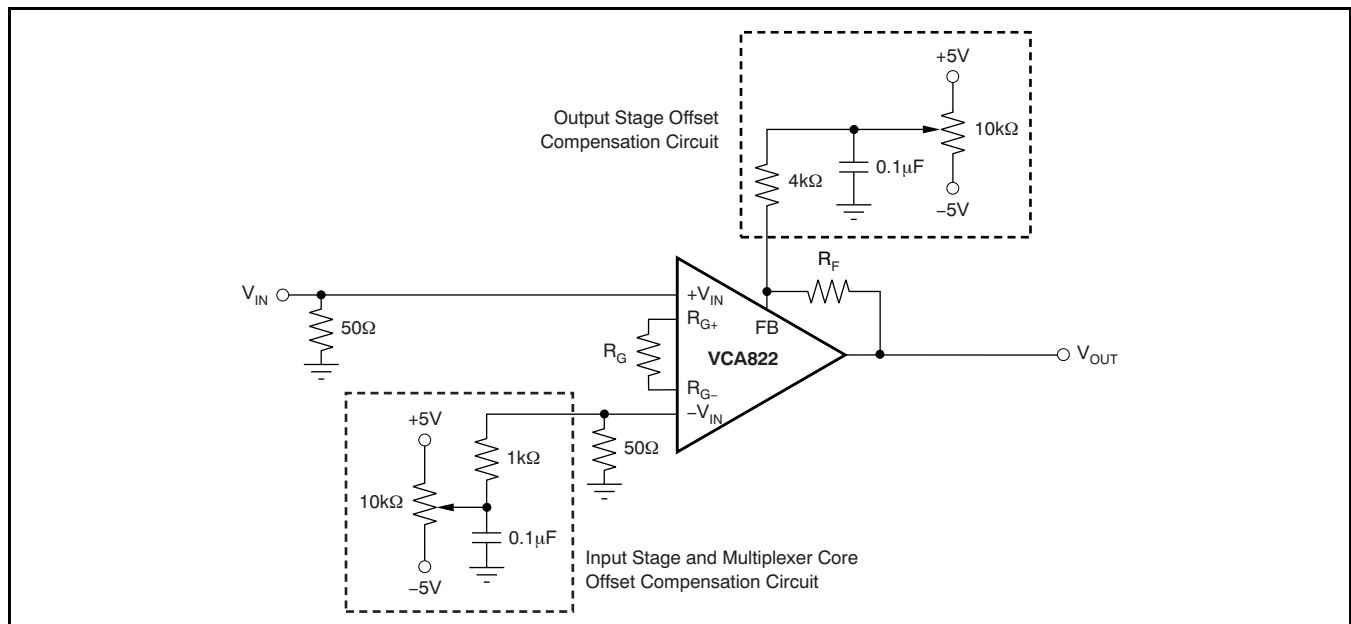 +5V
Output Stage Offset
Compensation Circuit
10kΩ
0.1μF
4kΩ
−5V
R_F
V_IN
+V_IN
FB
50Ω
R_G+
R_G
VCA822
V_OUT
R_G−
−V_IN
+5V
50Ω
1kΩ
10kΩ
0.1μF
−5V
Input Stage and Multiplexer Core
Offset Compensation Circuit